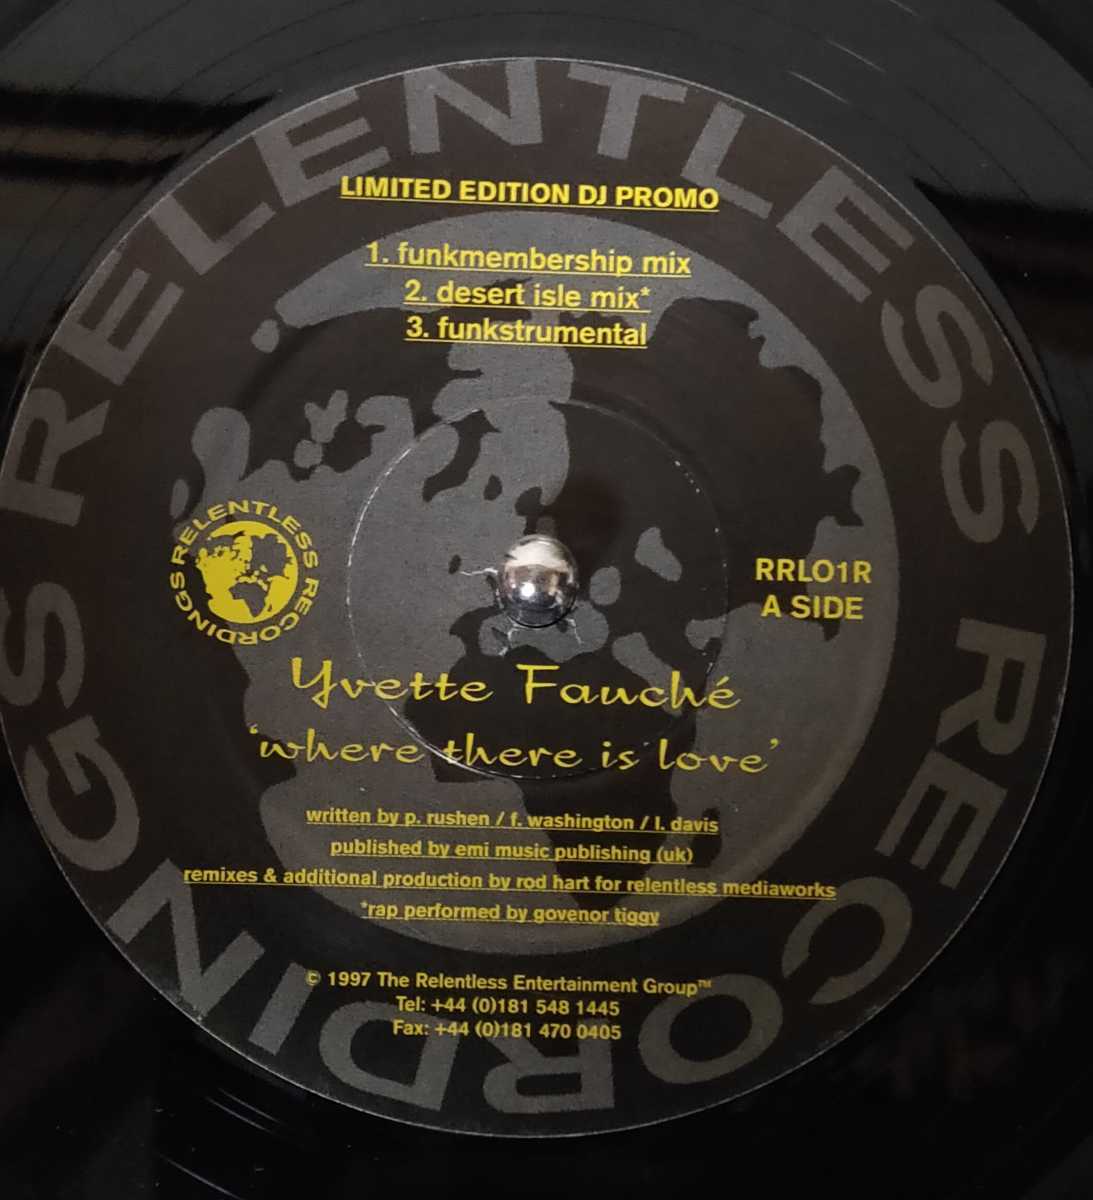 RELENTLESS RECORDINGS
LIMITED EDITION DJ PROMO
1. funkmembership mix
2. desert isle mix*
3. funkstrumental
RELENTLESS RECORDINGS
RRLO1R
A SIDE
Yvette Fauché
'where there is love'
written by p. rushen / f. washington / l. davis
published by emi music publishing (uk)
remixes & additional production by rod hart for relentless mediaworks
*rap performed by govenor tiggy
© 1997 The Relentless Entertainment Group™
Tel: +44 (0)181 548 1445
Fax: +44 (0)181 470 0405